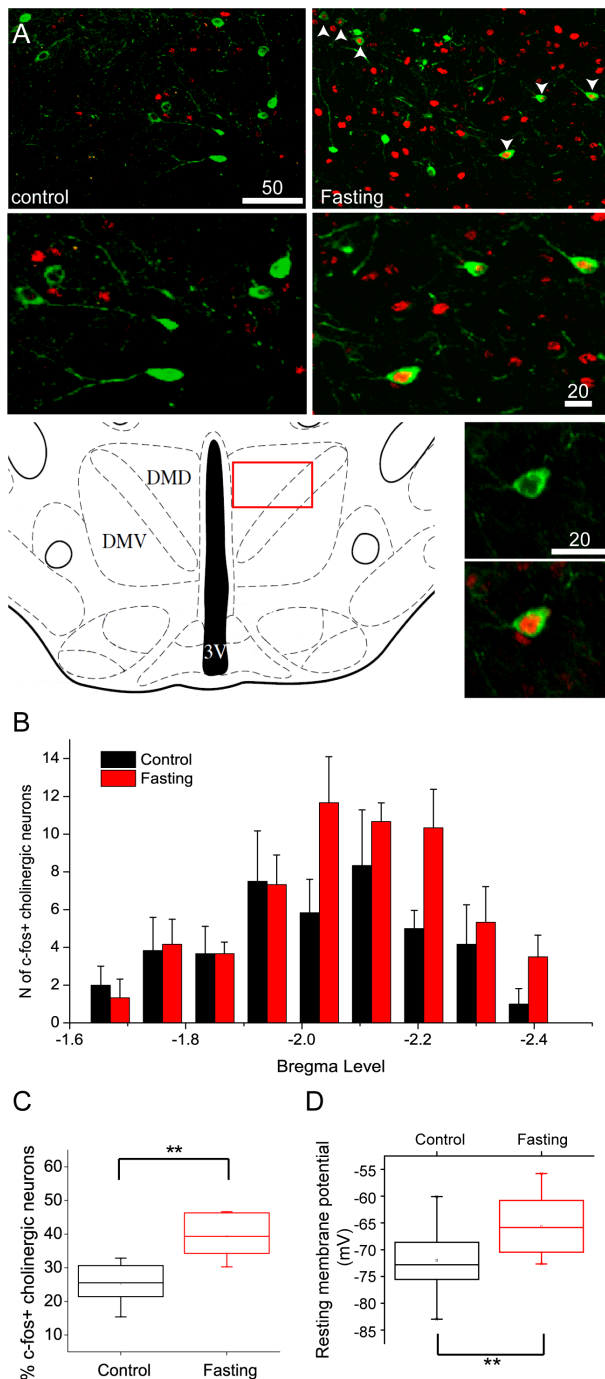 A
control
50
Fasting
20
DMD
DMV
3V
20
B
Control
Fasting
N of c-fos+ cholinergic neurons
14
12
10
8
6
4
2
0
-1.6
-1.8
-2.0
-2.2
-2.4
Bregma Level
C
% c-fos+ cholinergic neurons
**
60
50
40
30
20
10
Control
Fasting
D
Control
Fasting
Resting membrane potential
(mV)
-55
-60
-65
-70
-75
-80
-85
**